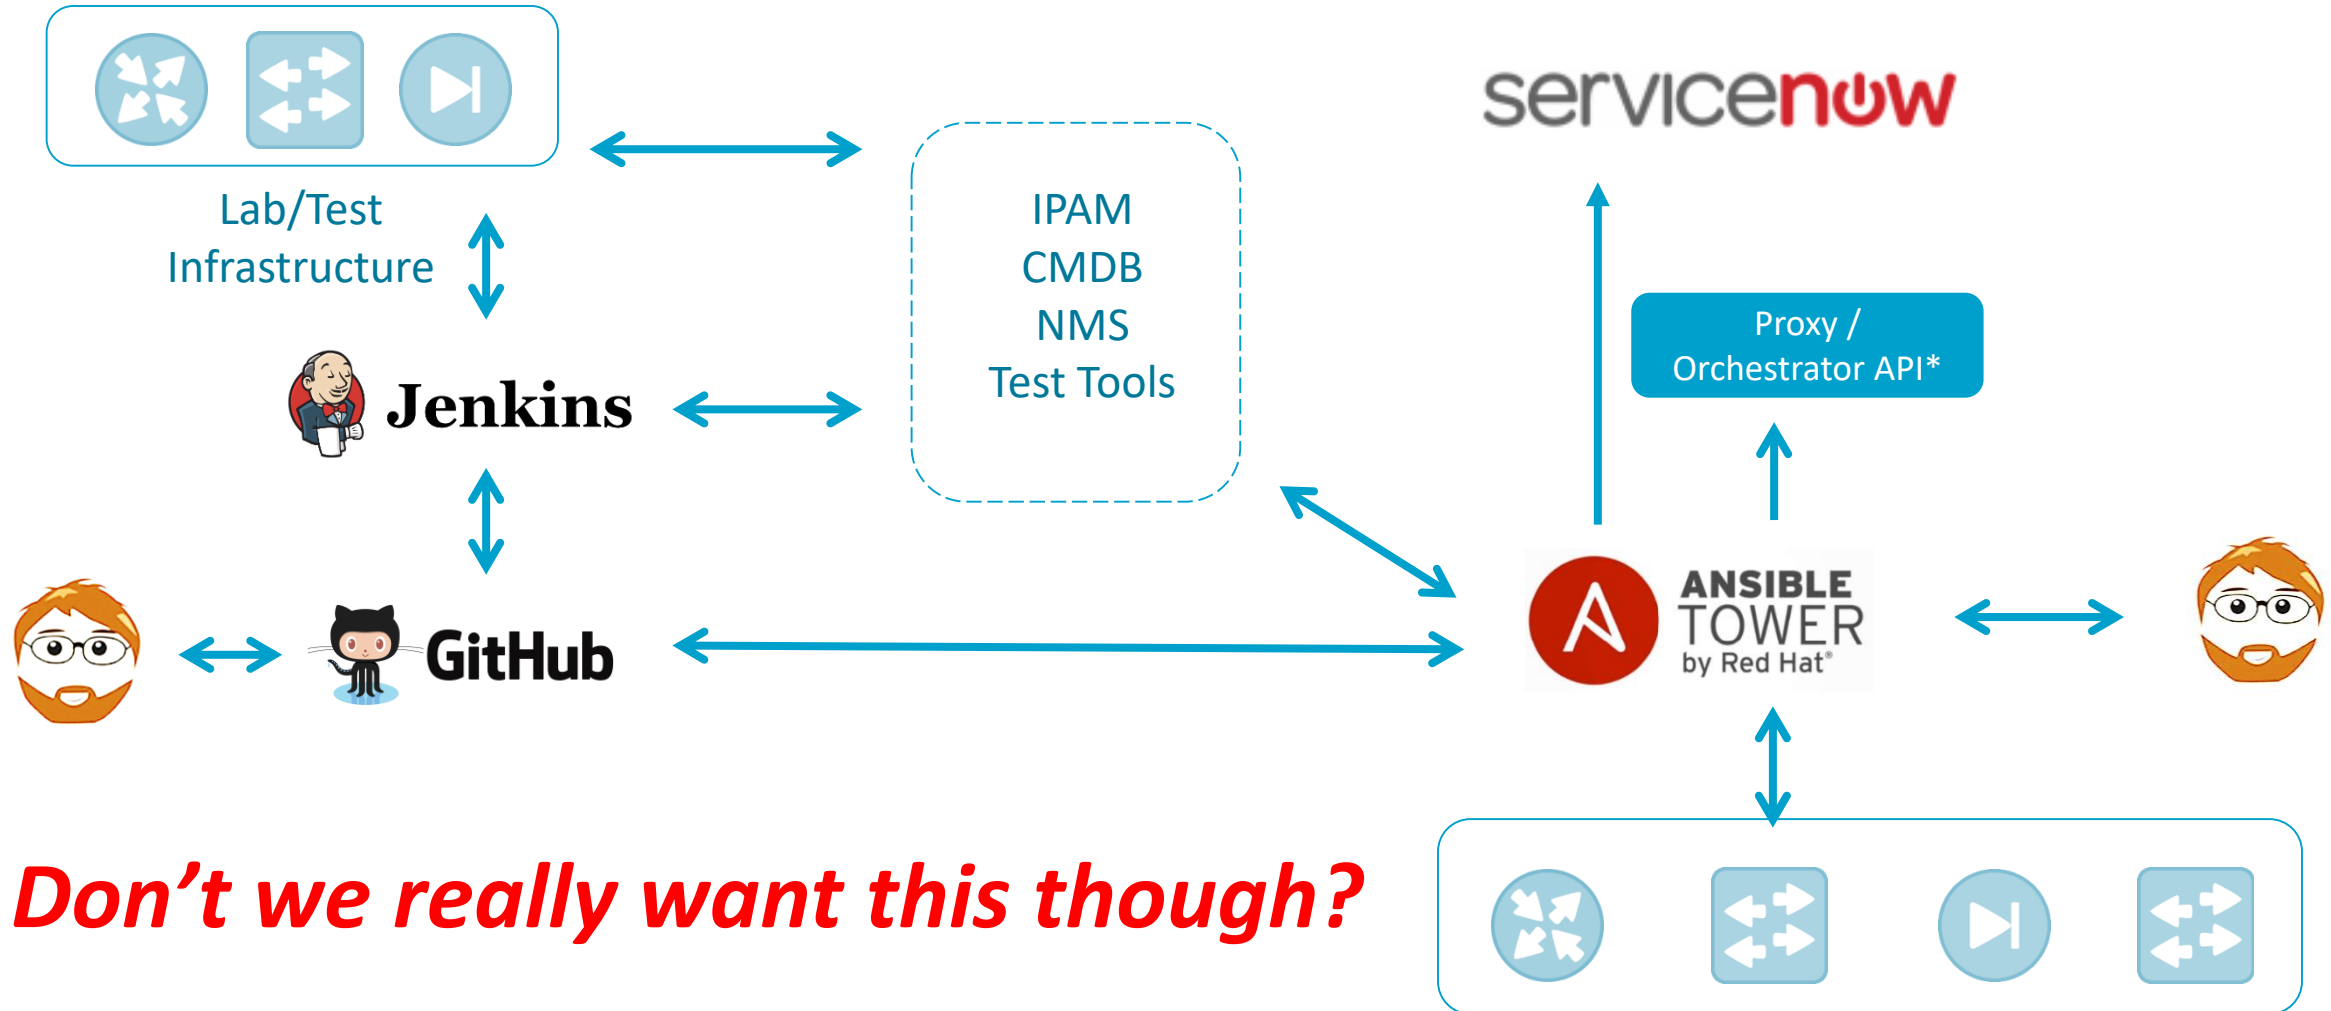 servicenow
Lab/Test
Infrastructure
IPAM
CMDB
NMS
Test Tools
Proxy /
Orchestrator API*
Jenkins
GitHub
ANSIBLE
TOWER
by Red Hat®
Don’t we really want this though?